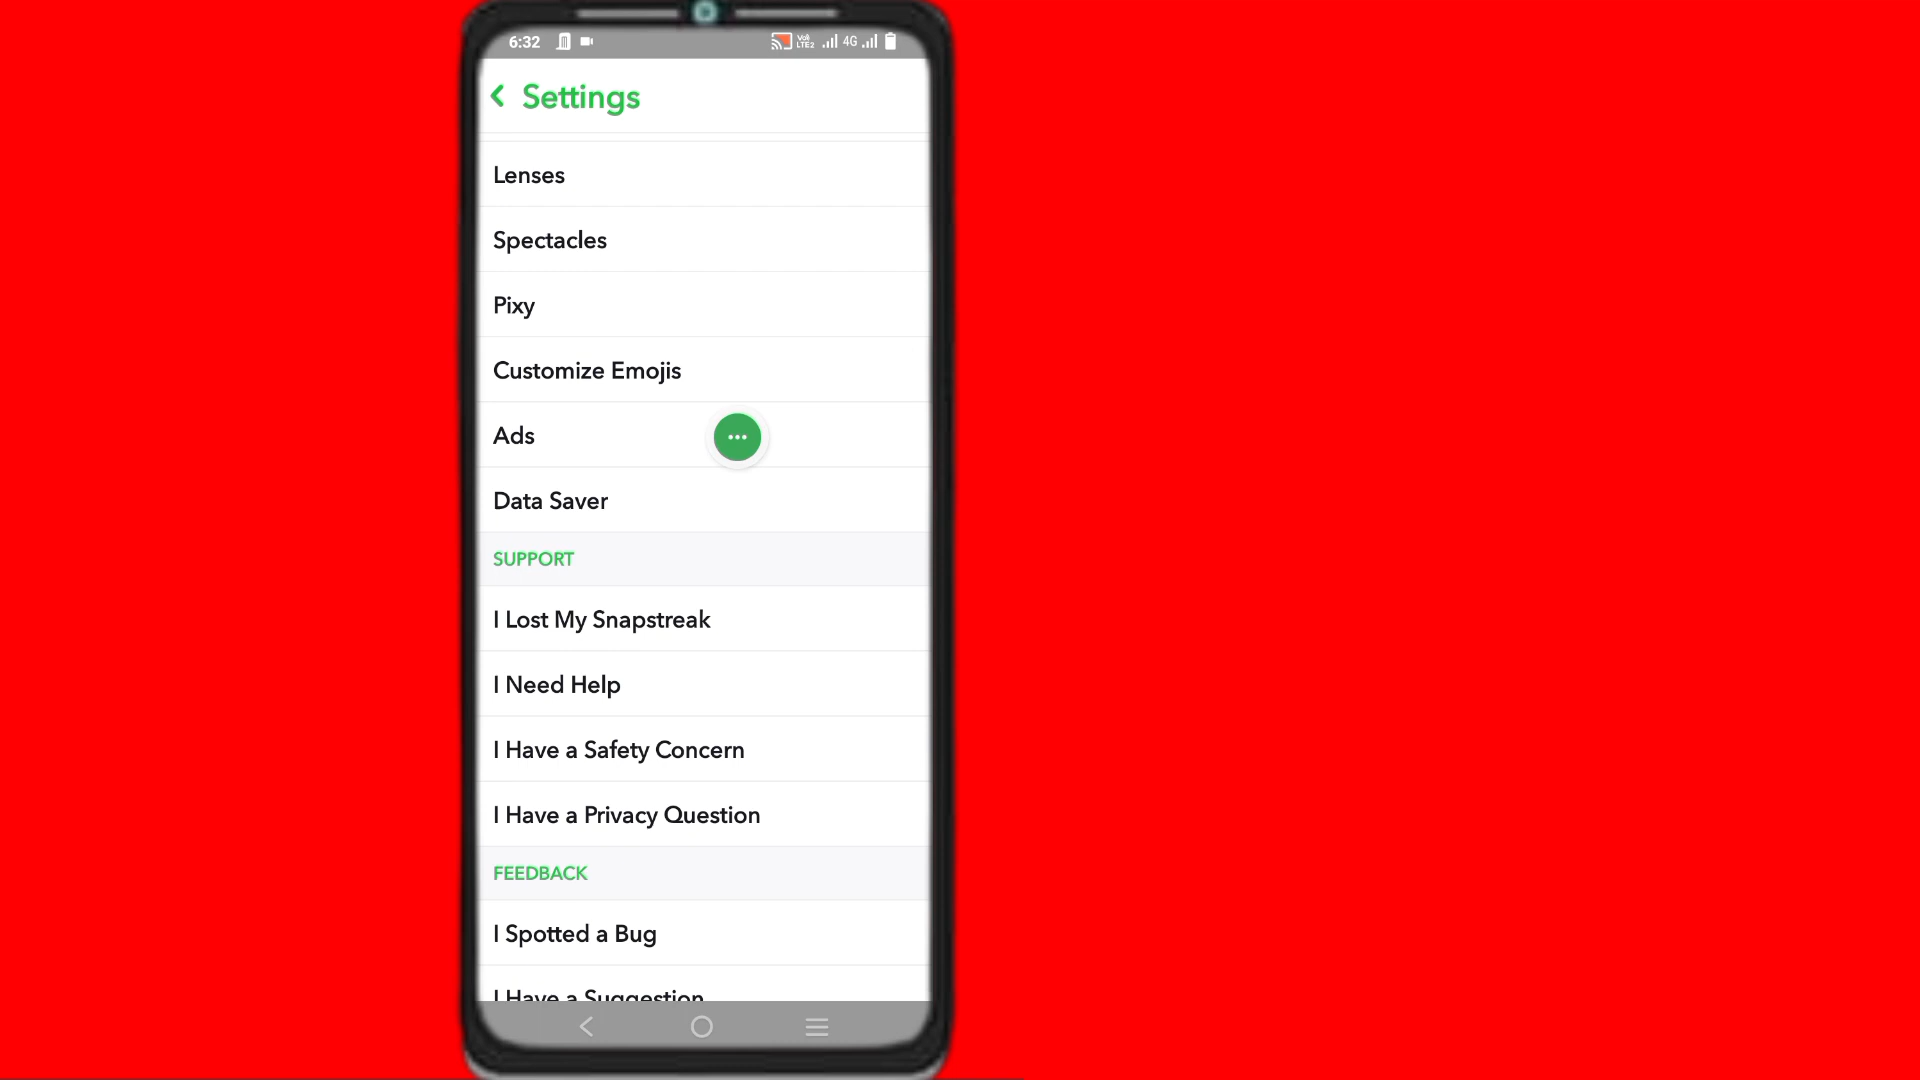 6:32
4G
Settings
Lenses
Spectacles
Pixy
Customize Emojis
Ads
Data Saver
SUPPORT
I Lost My Snapstreak
I Need Help
I Have a Safety Concern
I Have a Privacy Question
FEEDBACK
I Spotted a Bug
I Have a Suggestion